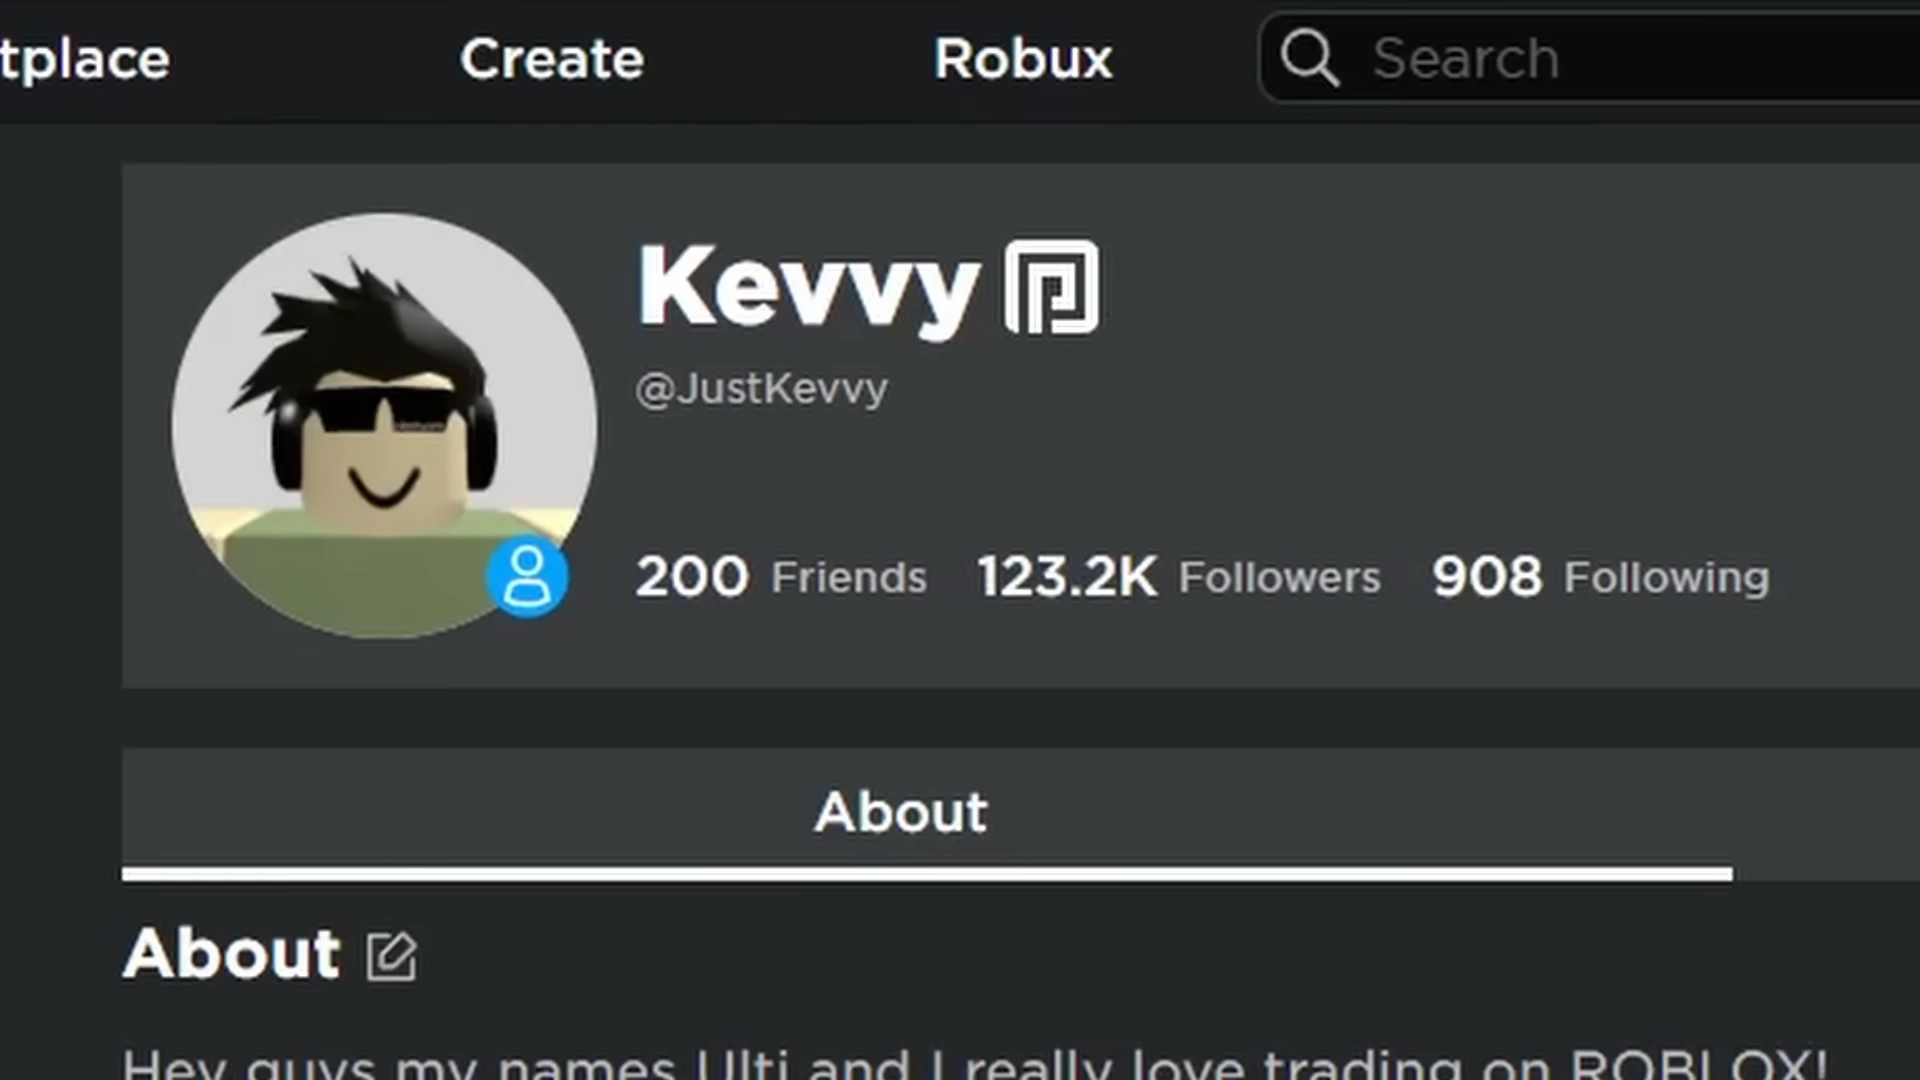 tplace Create Robux Search
Kevvy
@JustKevvy
200 Friends 123.2K Followers 908 Following
About
About
Hey guys my names Ulti and I really love trading on ROBLOX!